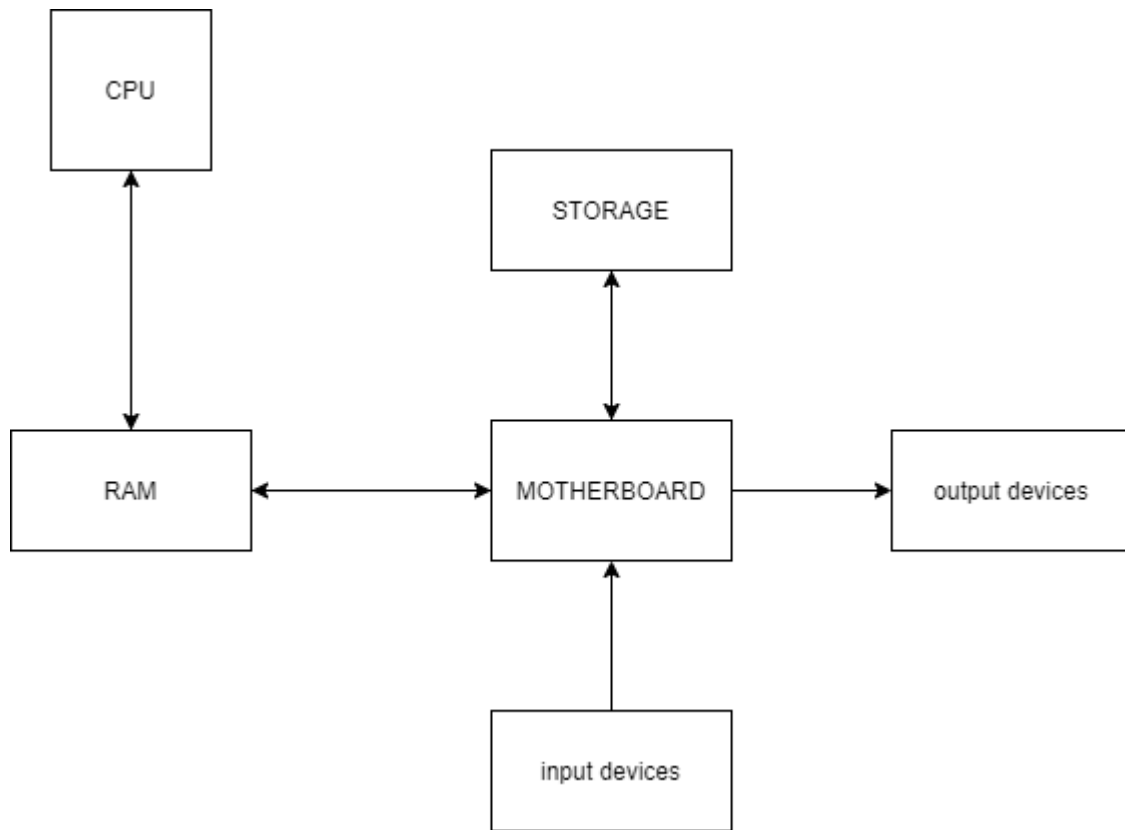 CPU
STORAGE
RAM
MOTHERBOARD
output devices
input devices